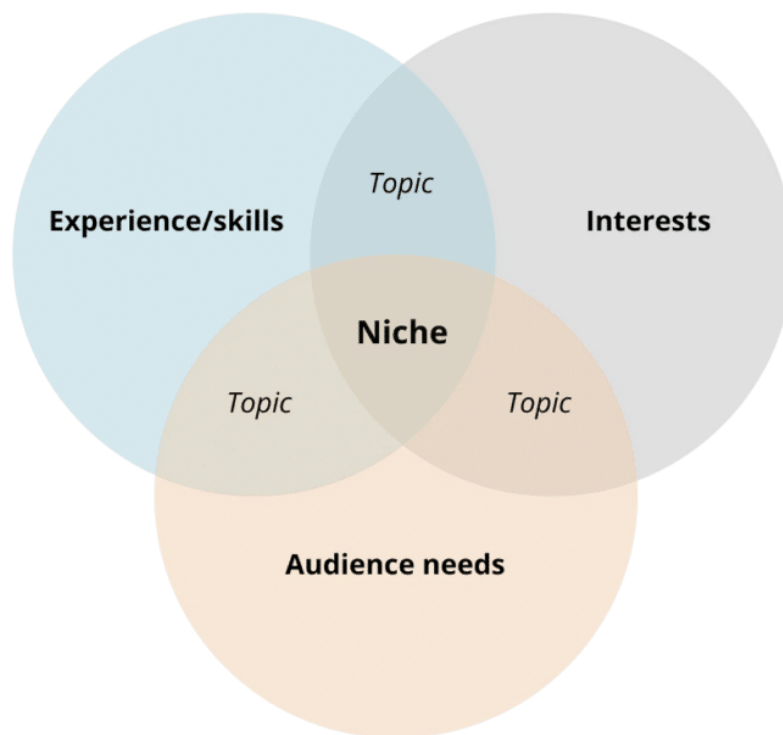 Topic
Experience/skills
Interests
Niche
Topic
Topic
Audience needs